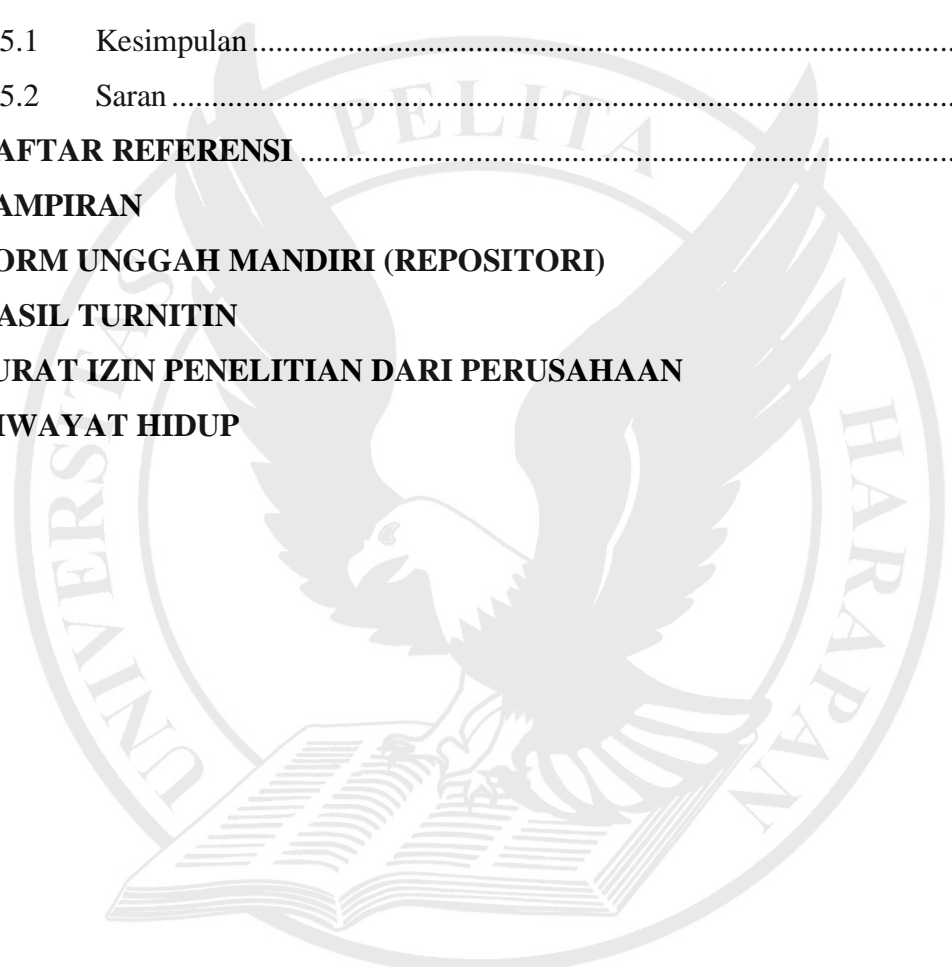 5.1 Kesimpulan
5.2 Saran
AFTAR REFERENSI
AMPIRAN
ORM UNGGAH MANDIRI (REPOSITORI)
ASIL TURNITIN
URAT IZIN PENELITIAN DARI PERUSAHAAN
IWAYAT HIDUP
UNIVERSITAS PELITA HARAPAN